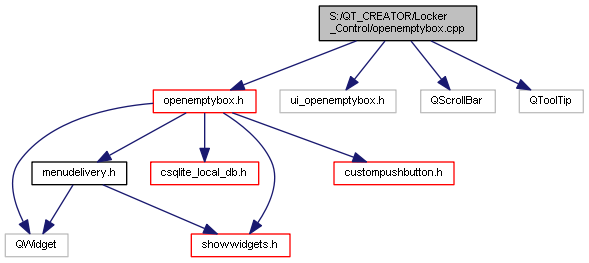 S:/QT_CREATOR/Locker
_Control/openemptybox.cpp
openemptybox.h
ui_openemptybox.h
QScrollBar
QToolTip
menudelivery.h
csqlite_local_db.h
custompushbutton.h
QWidget
showwidgets.h